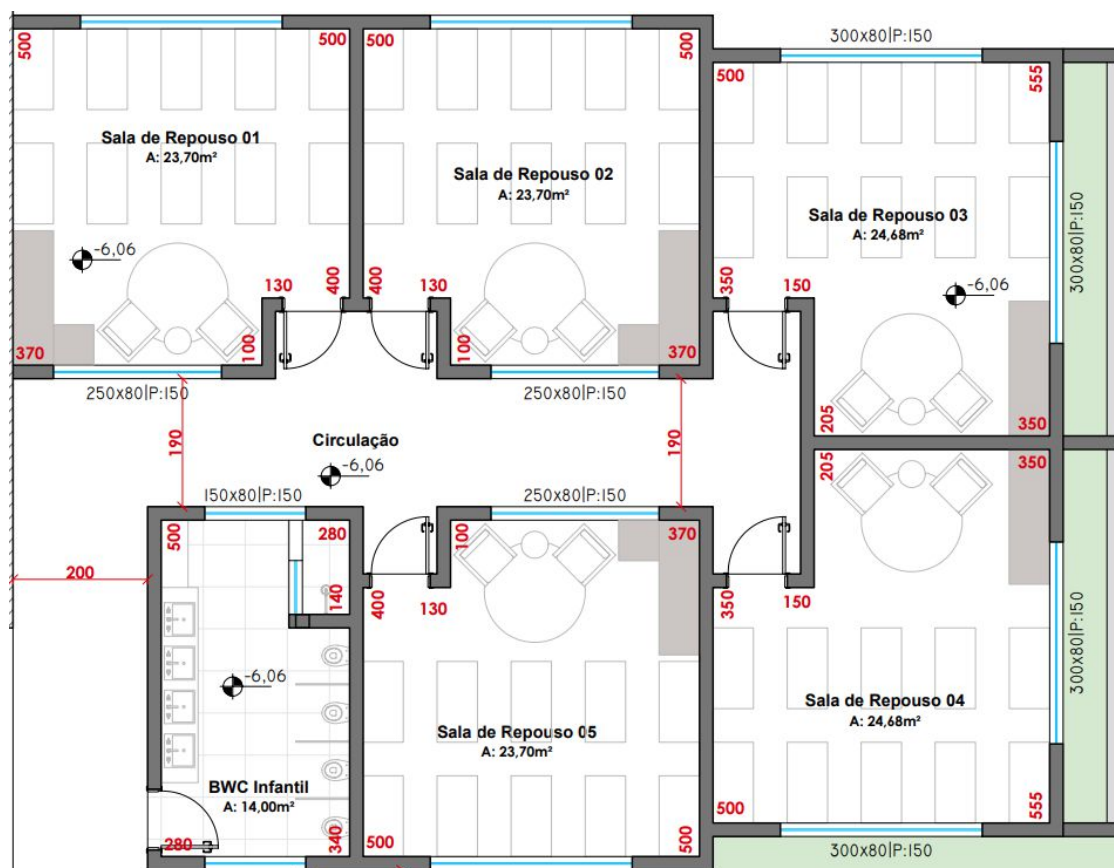 300x80|P:150
500
500
500
500
500
555
Sala de Repouso 01
A: 23,70m²
Sala de Repouso 02
A: 23,70m²
Sala de Repouso 03
A: 24,68m²
300x80|P:150
-6,06
-6,06
130
400
400
130
350
150
370
100
100
370
205
350
250x80|P:150
250x80|P:150
190
Circulação
190
-6,06
150x80|P:150
250x80|P:150
205
350
500
280
100
370
200
140
400
130
350
150
300x80|P:150
-6,06
Sala de Repouso 04
A: 24,68m²
Sala de Repouso 05
A: 23,70m²
BWC Infantil
A: 14,00m²
500
555
280
340
500
500
300x80|P:150